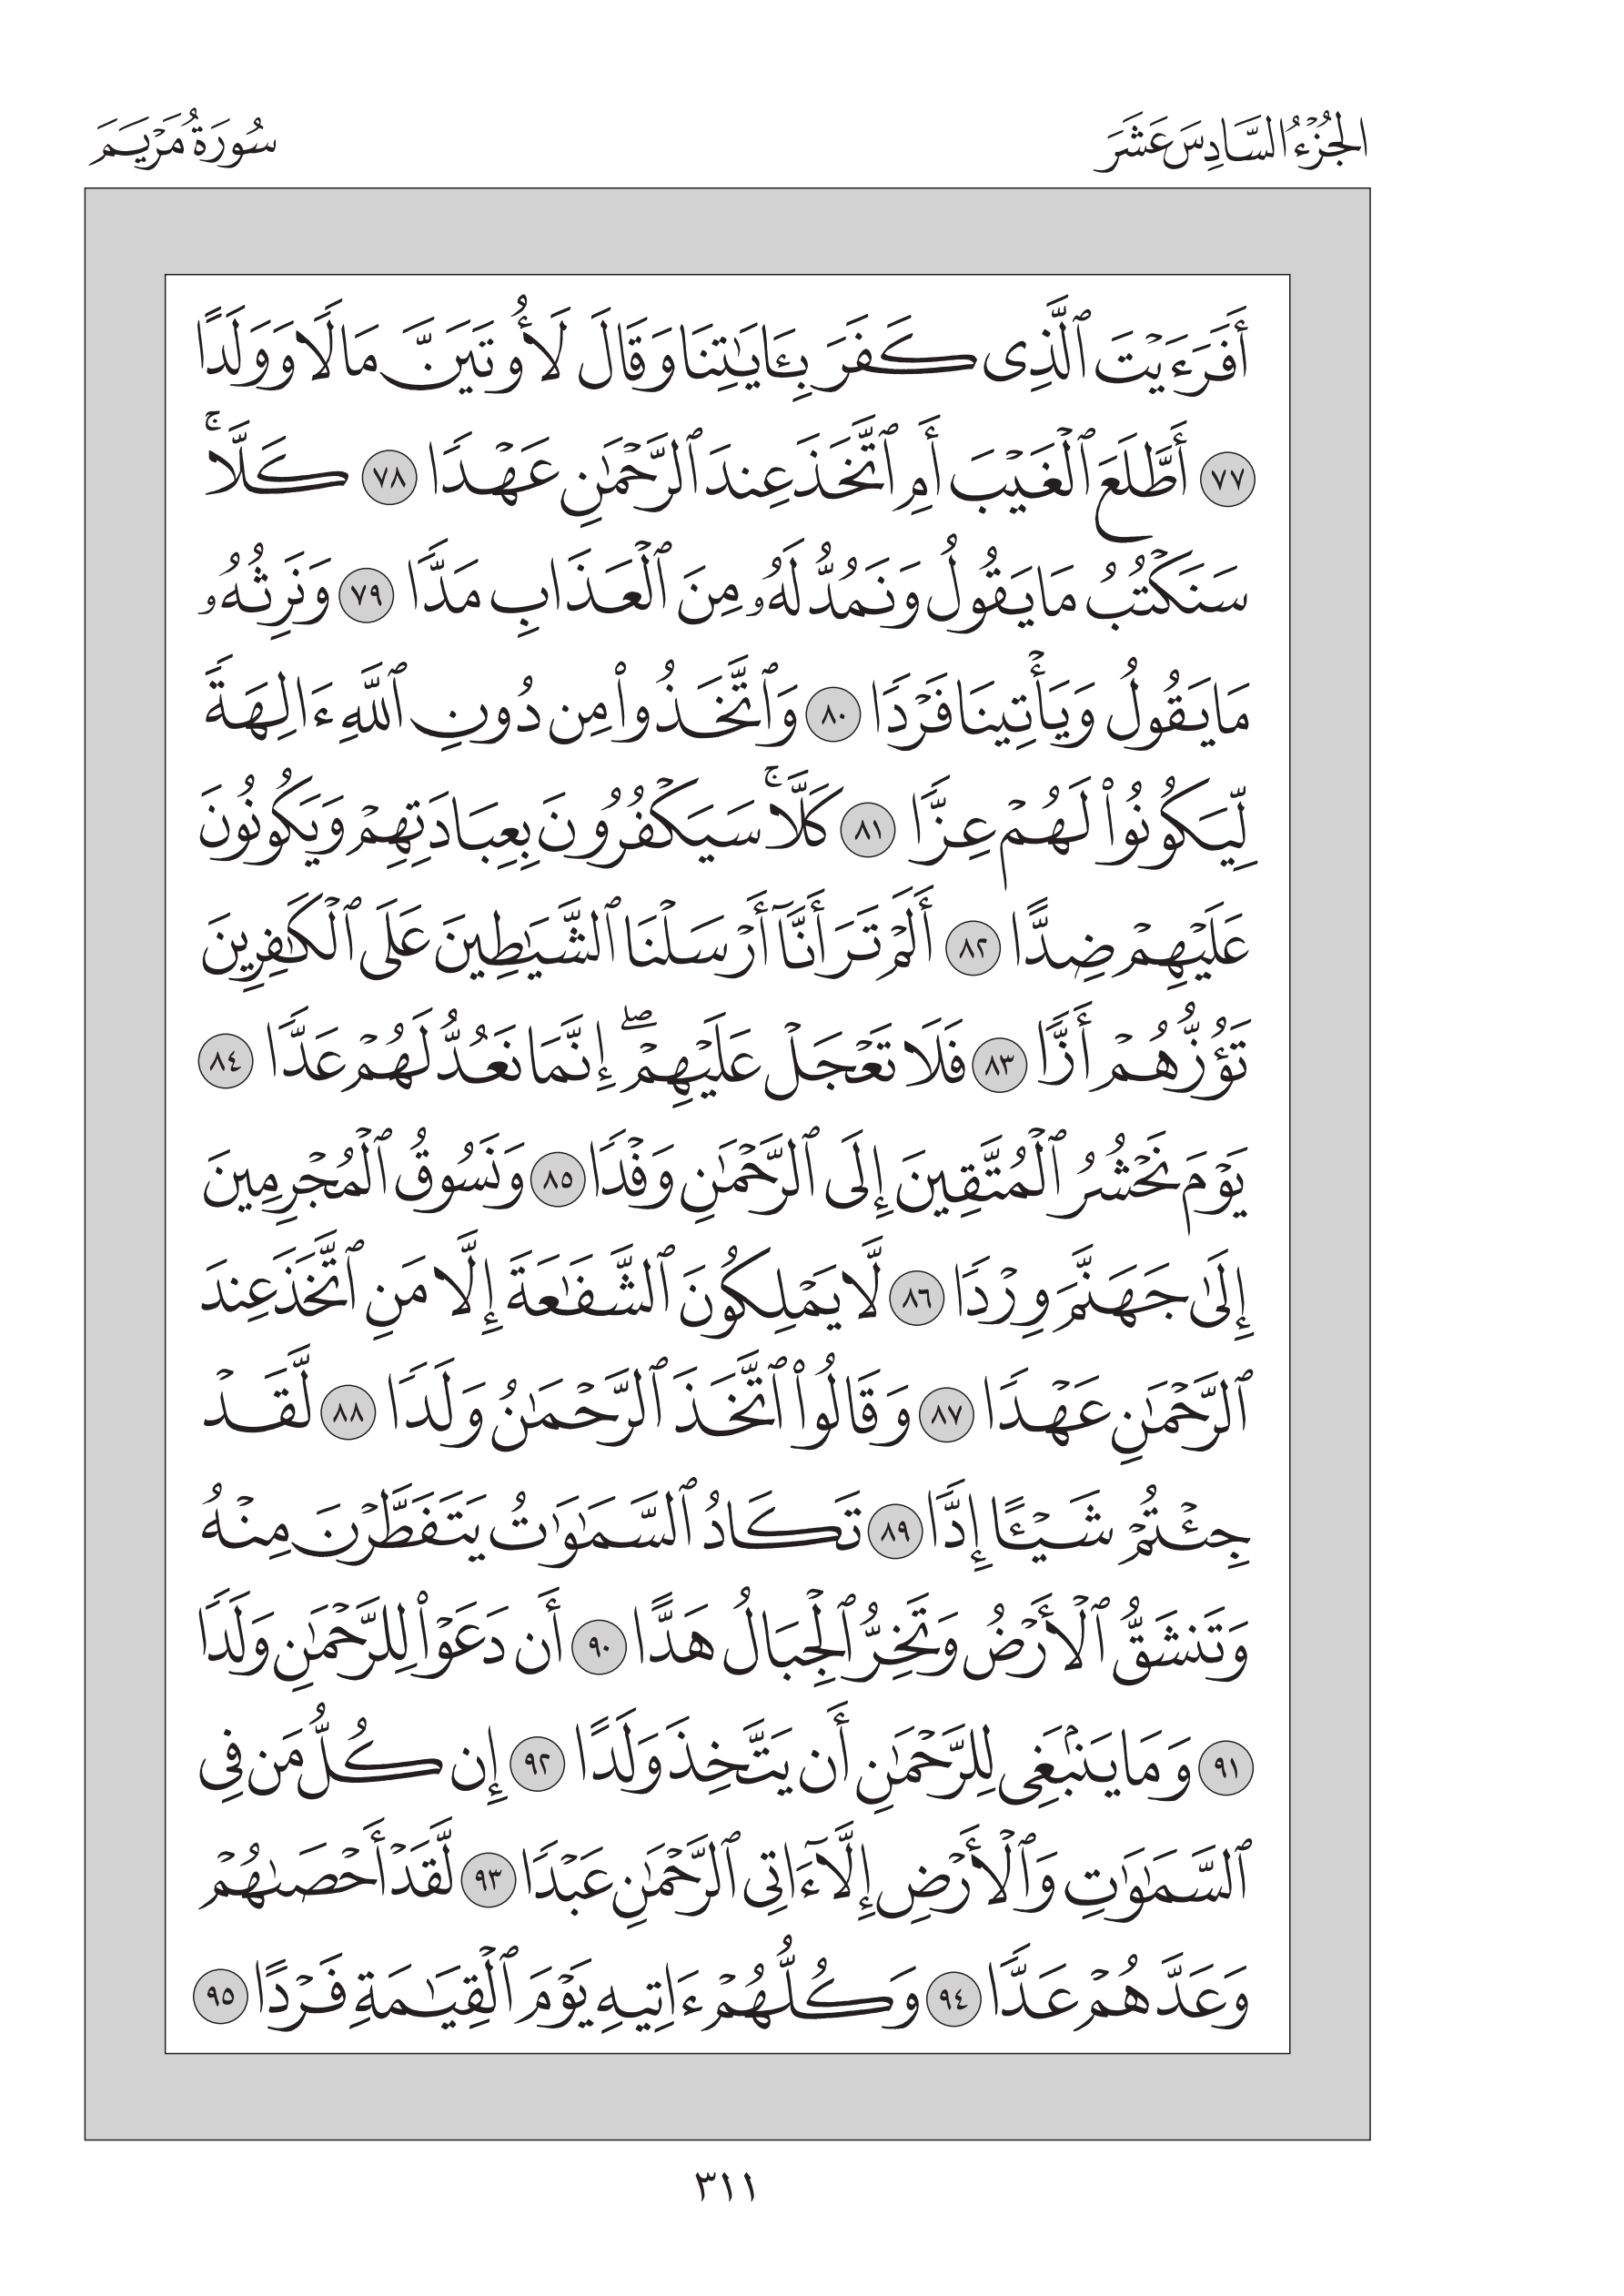 الجُزْءُ السَّادِسَ عَشَرَ
سُورَةُ مَرْيَمَ
أَفَرَءَيْتَ ٱلَّذِى كَفَرَ بِـَٔايَٰتِنَا وَقَالَ لَأُوتَيَنَّ مَالًا وَوَلَدًا
٧٧ أَطَّلَعَ ٱلْغَيْبَ أَمِ ٱتَّخَذَ عِندَ ٱلرَّحْمَٰنِ عَهْدًا ٧٨ كَلَّا ۚ
سَنَكْتُبُ مَا يَقُولُ وَنَمُدُّ لَهُۥ مِنَ ٱلْعَذَابِ مَدًّا ٧٩ وَنَرِثُهُۥ
مَا يَقُولُ وَيَأْتِينَا فَرْدًا ٨٠ وَٱتَّخَذُوا۟ مِن دُونِ ٱللَّهِ ءَالِهَةً
لِّيَكُونُوا۟ لَهُمْ عِزًّا ٨١ كَلَّا ۚ سَيَكْفُرُونَ بِعِبَادَتِهِمْ وَيَكُونُونَ
عَلَيْهِمْ ضِدًّا ٨٢ أَلَمْ تَرَ أَنَّآ أَرْسَلْنَا ٱلشَّيَٰطِينَ عَلَى ٱلْكَٰفِرِينَ
تَؤُزُّهُمْ أَزًّا ٨٣ فَلَا تَعْجَلْ عَلَيْهِمْ ۖ إِنَّمَا نَعُدُّ لَهُمْ عَدًّا ٨٤
يَوْمَ نَحْشُرُ ٱلْمُتَّقِينَ إِلَى ٱلرَّحْمَٰنِ وَفْدًا ٨٥ وَنَسُوقُ ٱلْمُجْرِمِينَ
إِلَىٰ جَهَنَّمَ وِرْدًا ٨٦ لَّا يَمْلِكُونَ ٱلشَّفَٰعَةَ إِلَّا مَنِ ٱتَّخَذَ عِندَ
ٱلرَّحْمَٰنِ عَهْدًا ٨٧ وَقَالُوا۟ ٱتَّخَذَ ٱلرَّحْمَٰنُ وَلَدًا ٨٨ لَّقَدْ
جِئْتُمْ شَيْـًٔا إِدًّا ٨٩ تَكَادُ ٱلسَّمَٰوَٰتُ يَتَفَطَّرْنَ مِنْهُ
وَتَنشَقُّ ٱلْأَرْضُ وَتَخِرُّ ٱلْجِبَالُ هَدًّا ٩٠ أَن دَعَوْا۟ لِلرَّحْمَٰنِ وَلَدًا
٩١ وَمَا يَنۢبَغِى لِلرَّحْمَٰنِ أَن يَتَّخِذَ وَلَدًا ٩٢ إِن كُلُّ مَن فِى
ٱلسَّمَٰوَٰتِ وَٱلْأَرْضِ إِلَّآ ءَاتِى ٱلرَّحْمَٰنِ عَبْدًا ٩٣ لَّقَدْ أَحْصَىٰهُمْ
وَعَدَّهُمْ عَدًّا ٩٤ وَكُلُّهُمْ ءَاتِيهِ يَوْمَ ٱلْقِيَٰمَةِ فَرْدًا ٩٥
٣١١